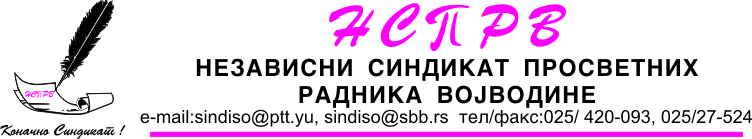 НСПРВ
НЕЗАВИСНИ СИНДИКАТ ПРОСВЕТНИХ
РАДНИКА ВОЈВОДИНЕ
НСПРВ
Коначно Синдикат !
e-mail:sindiso@ptt.yu, sindiso@sbb.rs тел/факс:025/ 420-093, 025/27-524